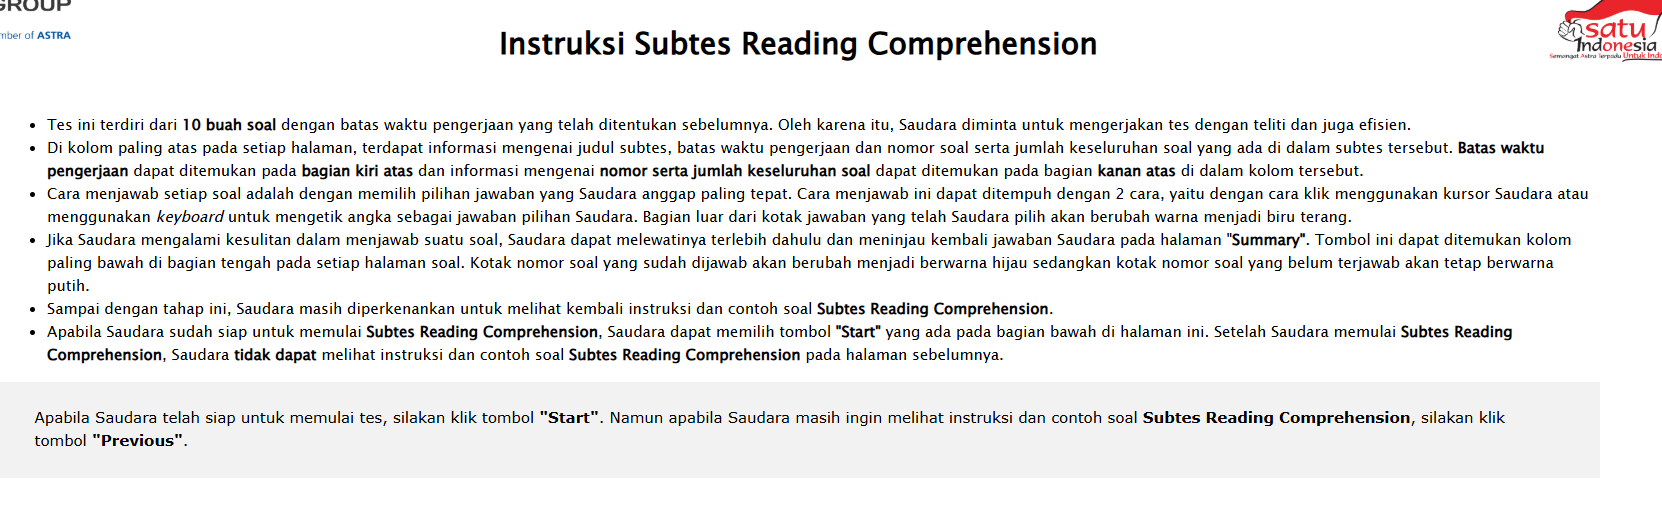 GROUP
member of ASTRA
satu
Indonesia
Semangat Astra Terpadu Untuk Indo
Instruksi Subtes Reading Comprehension
• Tes ini terdiri dari 10 buah soal dengan batas waktu pengerjaan yang telah ditentukan sebelumnya. Oleh karena itu, Saudara diminta untuk mengerjakan tes dengan teliti dan juga efisien.
• Di kolom paling atas pada setiap halaman, terdapat informasi mengenai judul subtes, batas waktu pengerjaan dan nomor soal serta jumlah keseluruhan soal yang ada di dalam subtes tersebut. Batas waktu
pengerjaan dapat ditemukan pada bagian kiri atas dan informasi mengenai nomor serta jumlah keseluruhan soal dapat ditemukan pada bagian kanan atas di dalam kolom tersebut.
• Cara menjawab setiap soal adalah dengan memilih pilihan jawaban yang Saudara anggap paling tepat. Cara menjawab ini dapat ditempuh dengan 2 cara, yaitu dengan cara klik menggunakan kursor Saudara atau
menggunakan keyboard untuk mengetik angka sebagai jawaban pilihan Saudara. Bagian luar dari kotak jawaban yang telah Saudara pilih akan berubah warna menjadi biru terang.
• Jika Saudara mengalami kesulitan dalam menjawab suatu soal, Saudara dapat melewatinya terlebih dahulu dan meninjau kembali jawaban Saudara pada halaman "Summary". Tombol ini dapat ditemukan kolom
paling bawah di bagian tengah pada setiap halaman soal. Kotak nomor soal yang sudah dijawab akan berubah menjadi berwarna hijau sedangkan kotak nomor soal yang belum terjawab akan tetap berwarna
putih.
• Sampai dengan tahap ini, Saudara masih diperkenankan untuk melihat kembali instruksi dan contoh soal Subtes Reading Comprehension.
• Apabila Saudara sudah siap untuk memulai Subtes Reading Comprehension, Saudara dapat memilih tombol "Start" yang ada pada bagian bawah di halaman ini. Setelah Saudara memulai Subtes Reading
Comprehension, Saudara tidak dapat melihat instruksi dan contoh soal Subtes Reading Comprehension pada halaman sebelumnya.
Apabila Saudara telah siap untuk memulai tes, silakan klik tombol "Start". Namun apabila Saudara masih ingin melihat instruksi dan contoh soal Subtes Reading Comprehension, silakan klik
tombol "Previous".